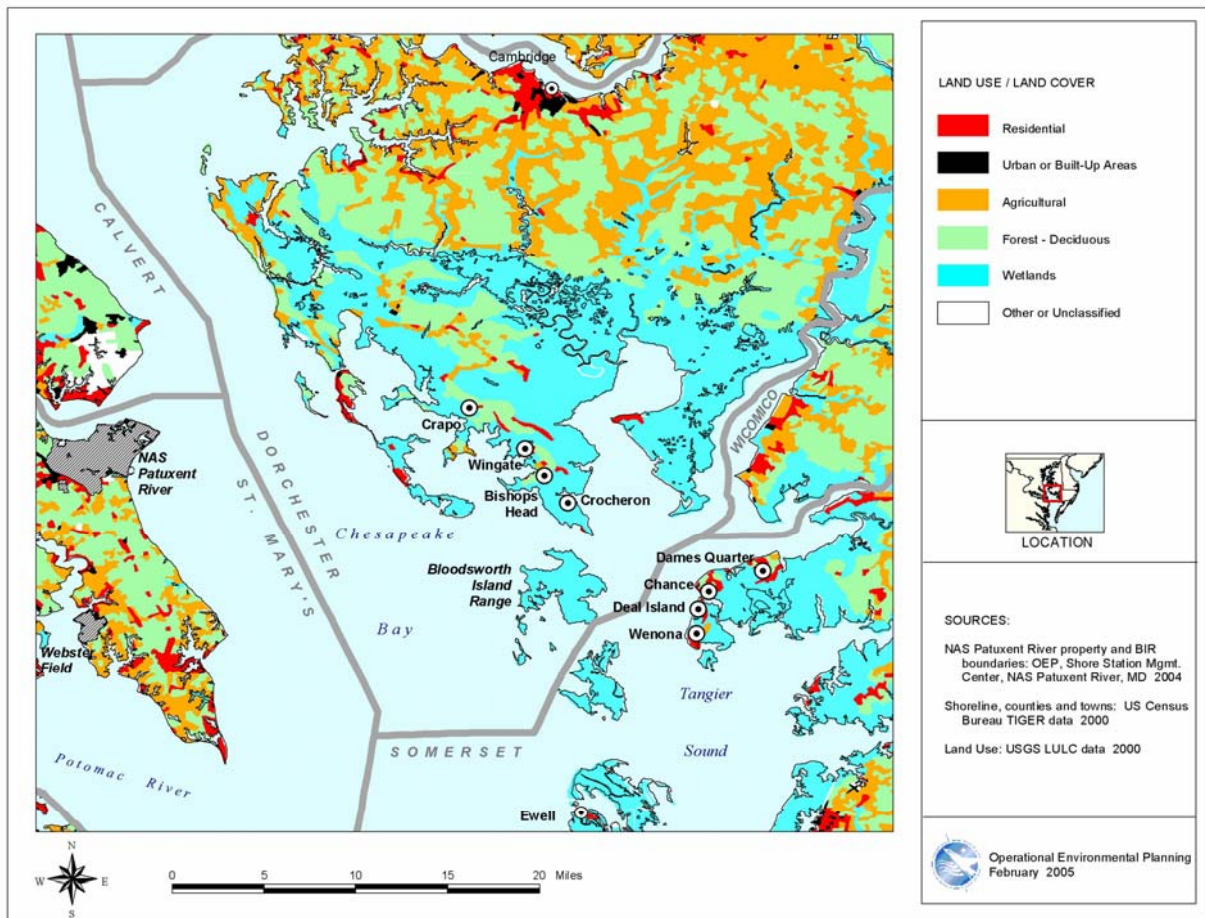 Cambridge
CALVERT
NAS
Patuxent
River
DORCHESTER
ST. MARY'S
Crapo
Wingate
Bishops
Head
Crocheron
WICOMICO
Chesapeake
Bay
Bloodsworth
Island
Range
Dames Quarter
Chance
Deal Island
Wenona
Webster
Field
Tangier
Sound
SOMERSET
Potomac River
Ewell
N
W E
S
0 5 10 15 20 Miles
LAND USE / LAND COVER
Residential
Urban or Built-Up Areas
Agricultural
Forest - Deciduous
Wetlands
Other or Unclassified
LOCATION
SOURCES:
NAS Patuxent River property and BIR
boundaries: OEP, Shore Station Mgmt.
Center, NAS Patuxent River, MD 2004
Shoreline, counties and towns: US Census
Bureau TIGER data 2000
Land Use: USGS LULC data 2000
Operational Environmental Planning
February 2005